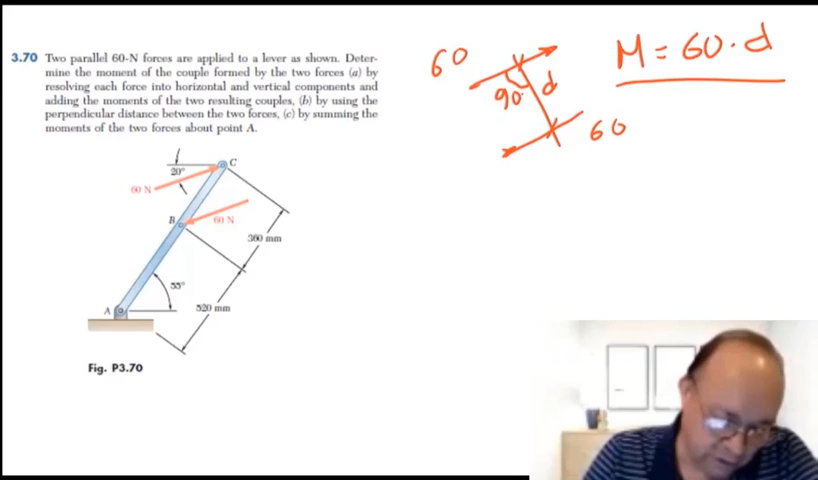 3.70 Two parallel 60-N forces are applied to a lever as shown. Deter-
mine the moment of the couple formed by the two forces (a) by
resolving each force into horizontal and vertical components and
adding the moments of the two resulting couples, (b) by using the
perpendicular distance between the two forces, (c) by summing the
moments of the two forces about point A.
60
90°
d
60
M = 60·d
C
20°
60 N
B
60 N
360 mm
55°
A
520 mm
Fig. P3.70